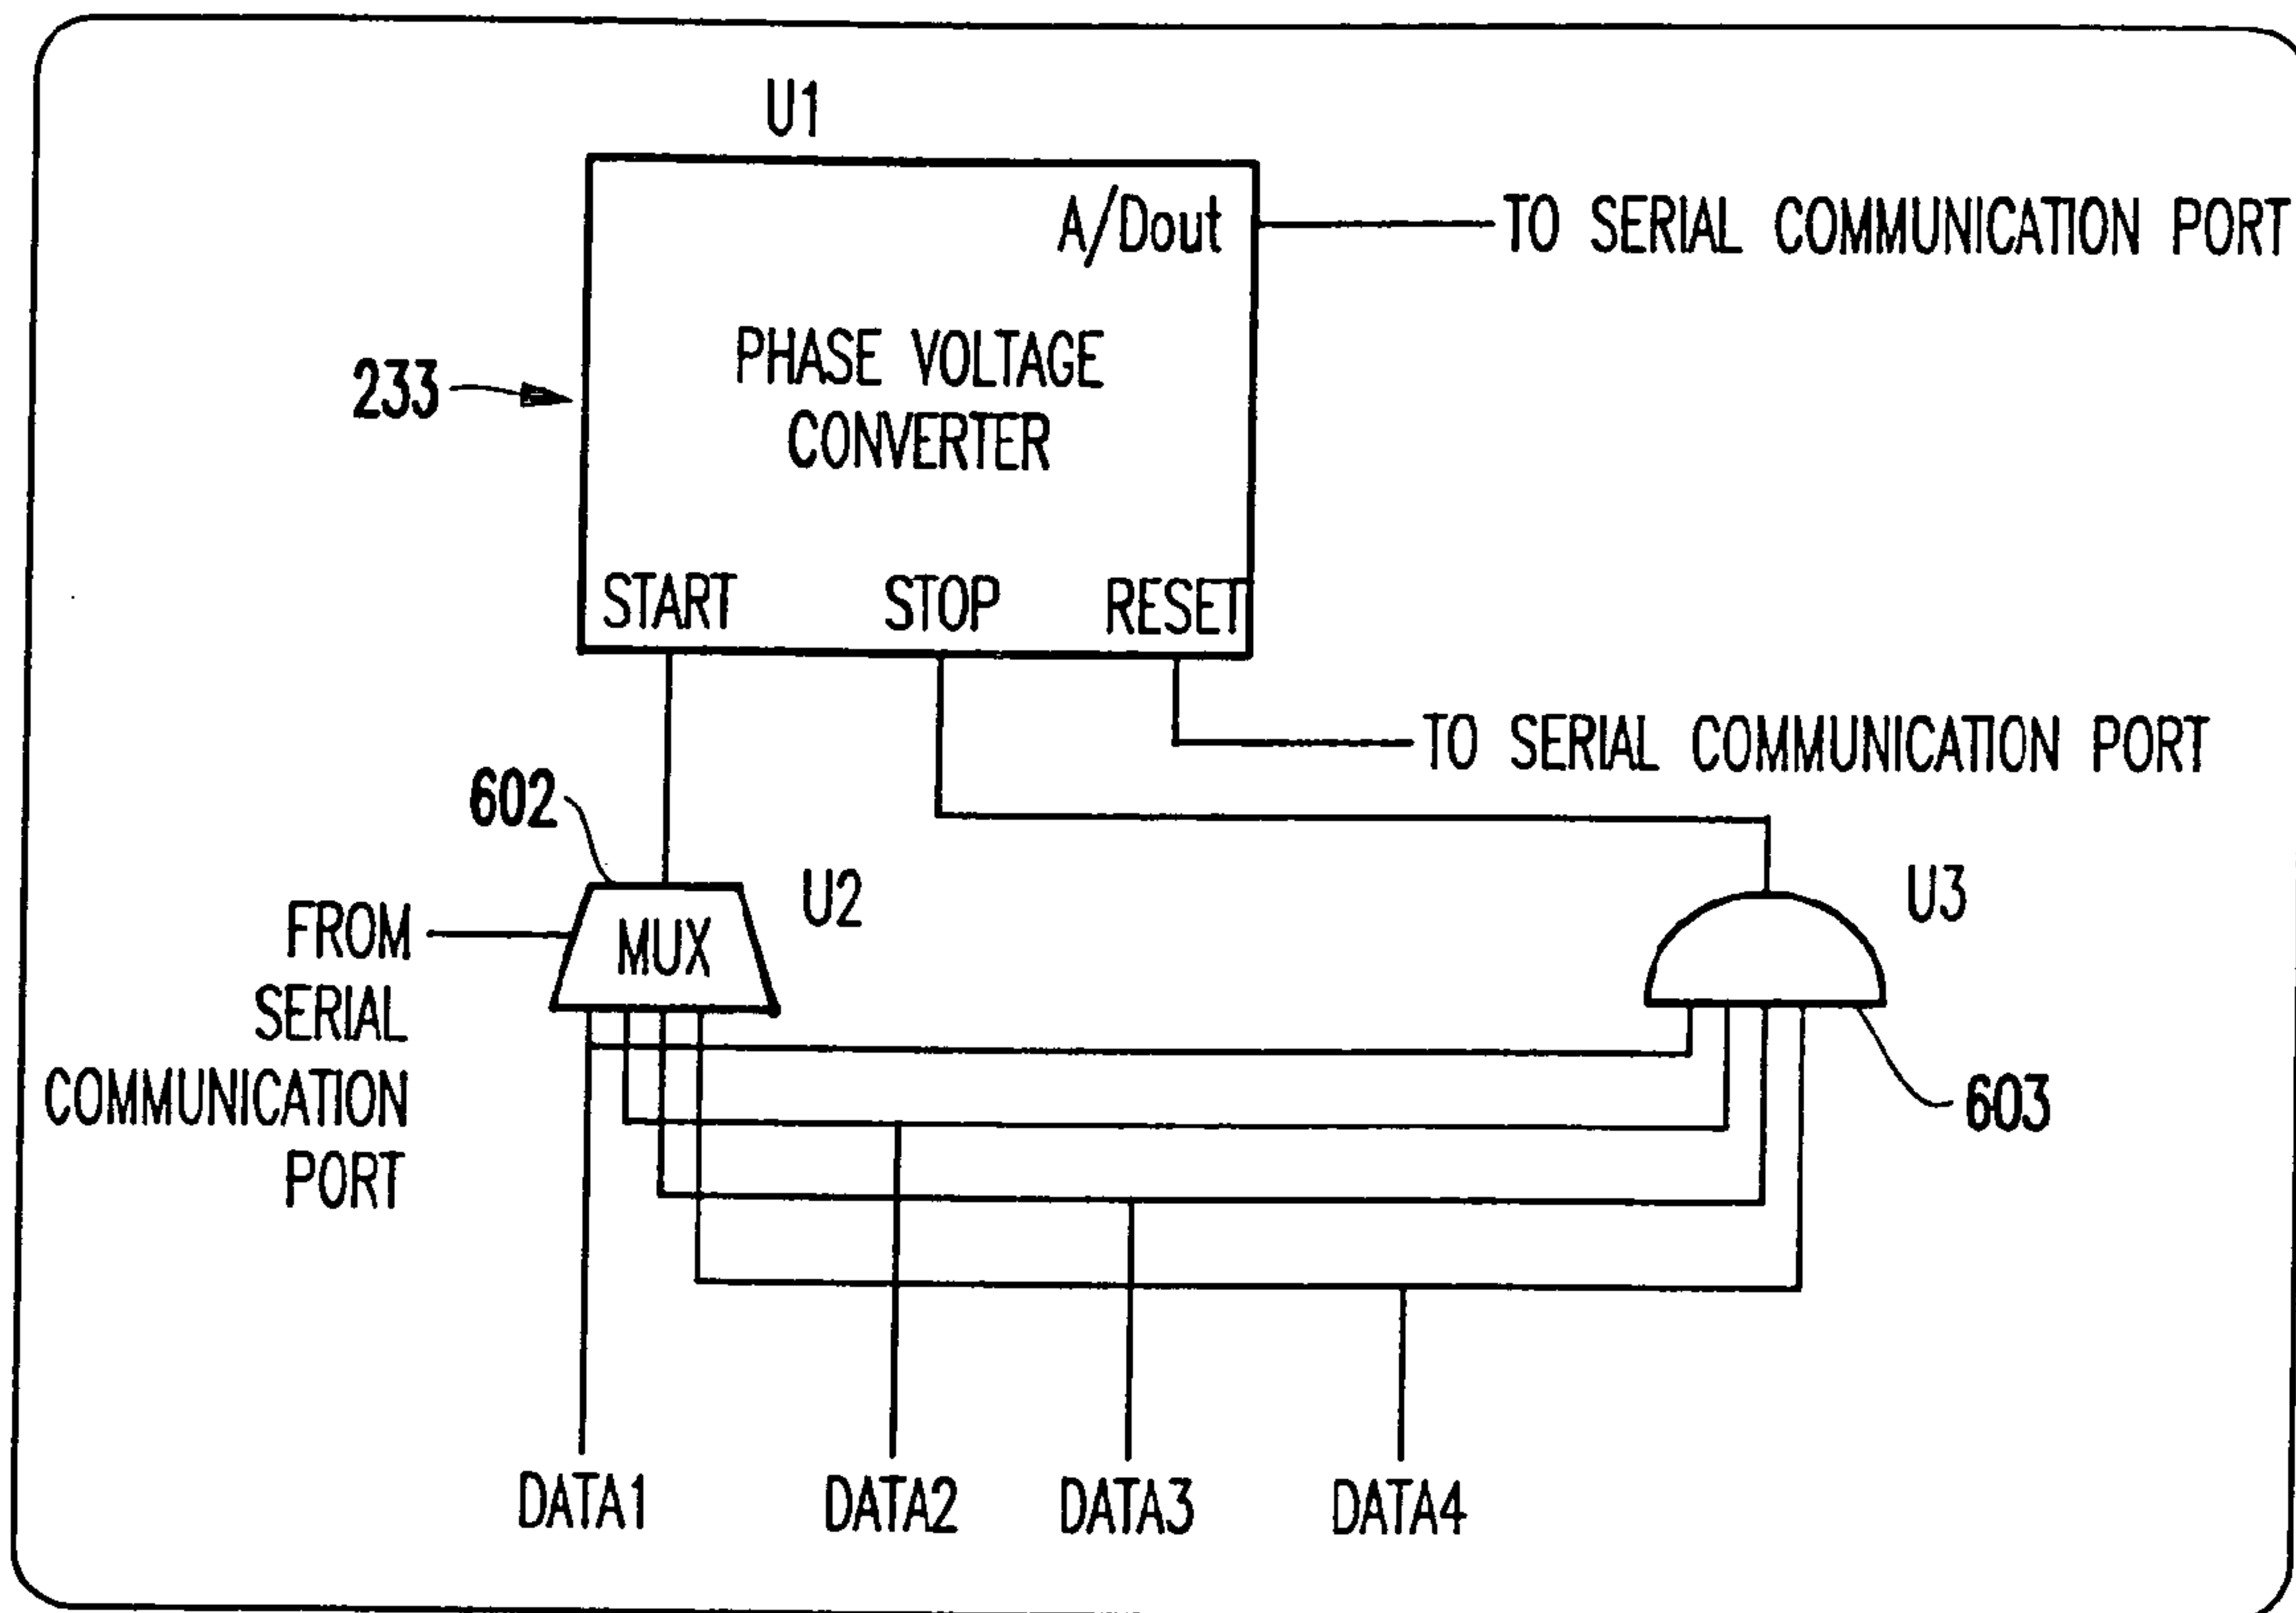 U1
A/Dout
TO SERIAL COMMUNICATION PORT
PHASE VOLTAGE
CONVERTER
233
START STOP RESET
TO SERIAL COMMUNICATION PORT
602
U2
U3
FROM
SERIAL
COMMUNICATION
PORT
MUX
603
DATA1 DATA2 DATA3 DATA4